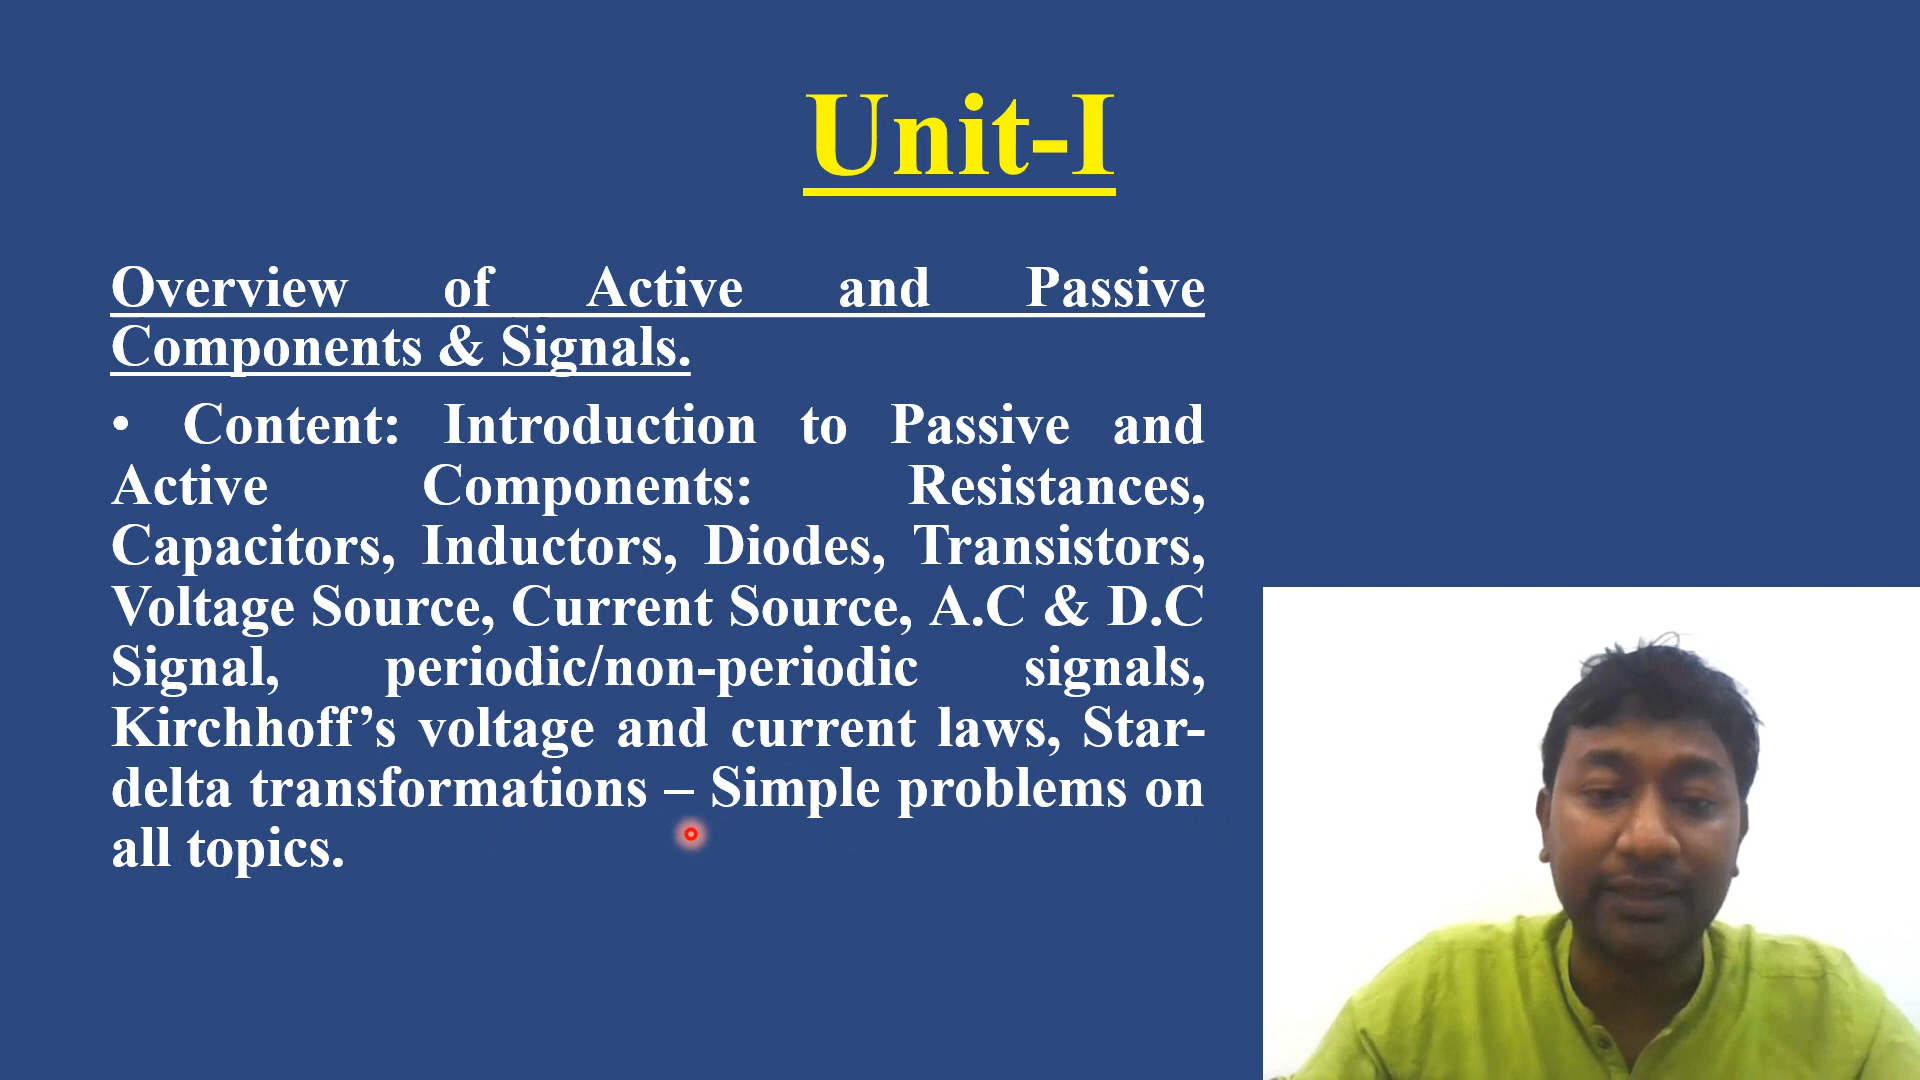 Unit-I
Overview of Active and Passive
Components & Signals.
• Content: Introduction to Passive and
Active Components: Resistances,
Capacitors, Inductors, Diodes, Transistors,
Voltage Source, Current Source, A.C & D.C
Signal, periodic/non-periodic signals,
Kirchhoff’s voltage and current laws, Star-
delta transformations – Simple problems on
all topics.